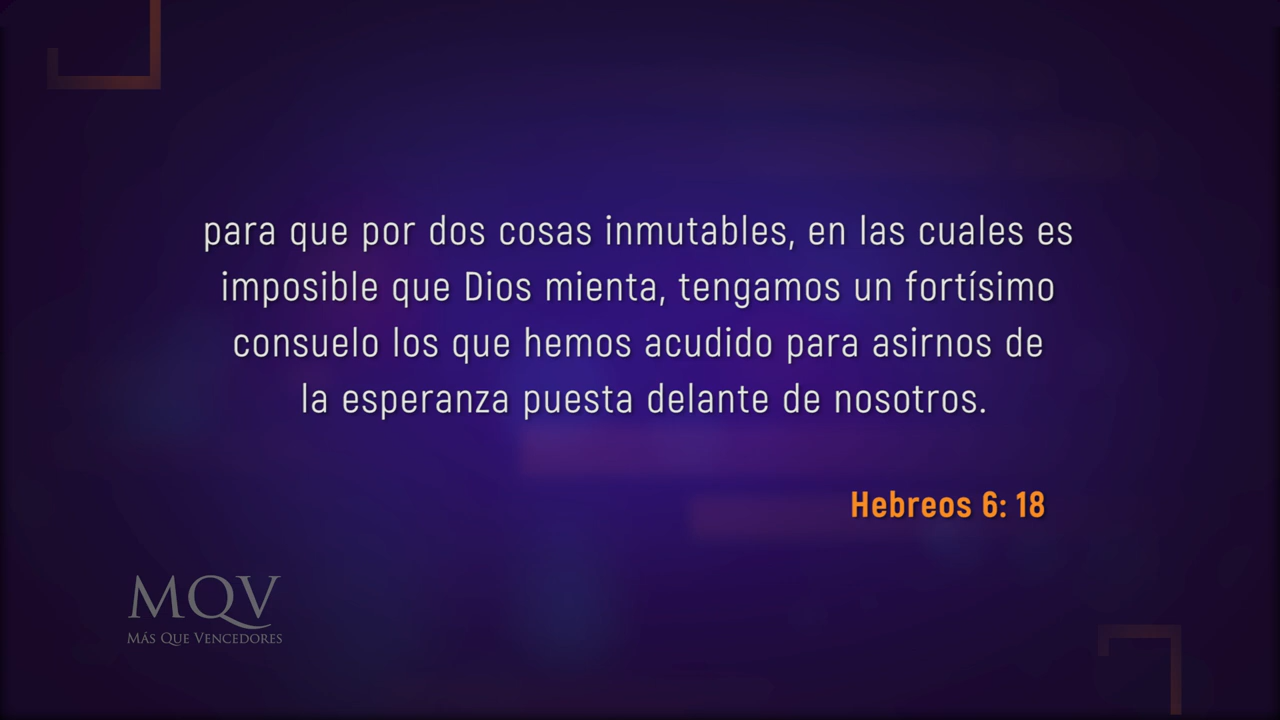 para que por dos cosas inmutables, en las cuales es
imposible que Dios mienta, tengamos un fortísimo
consuelo los que hemos acudido para asirnos de
la esperanza puesta delante de nosotros.
Hebreos 6: 18
MQV
MÁS QUE VENCEDORES